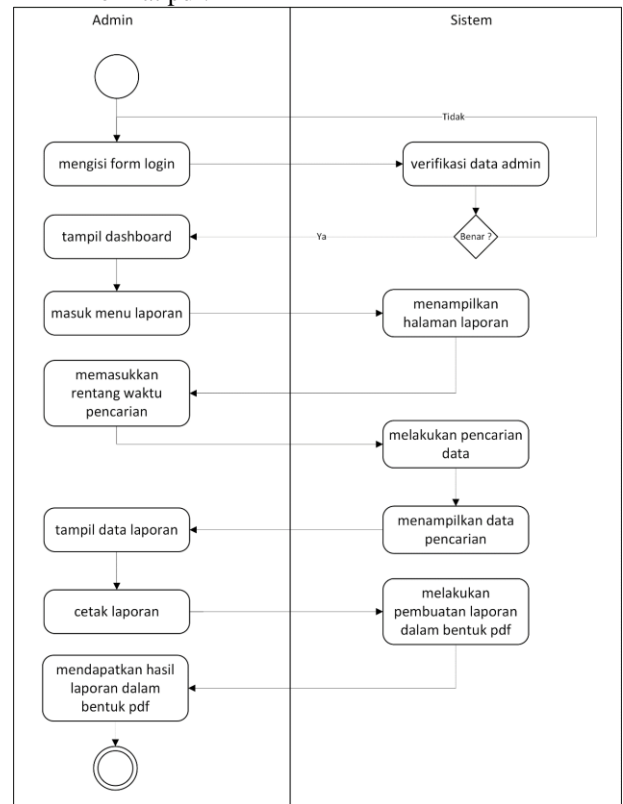 Admin
Sistem
Tidak
mengisi form login
verifikasi data admin
tampil dashboard
Ya
Benar ?
masuk menu laporan
menampilkan
halaman laporan
memasukkan
rentang waktu
pencarian
melakukan pencarian
data
tampil data laporan
menampilkan data
pencarian
cetak laporan
melakukan
pembuatan laporan
dalam bentuk pdf
mendapatkan hasil
laporan dalam
bentuk pdf